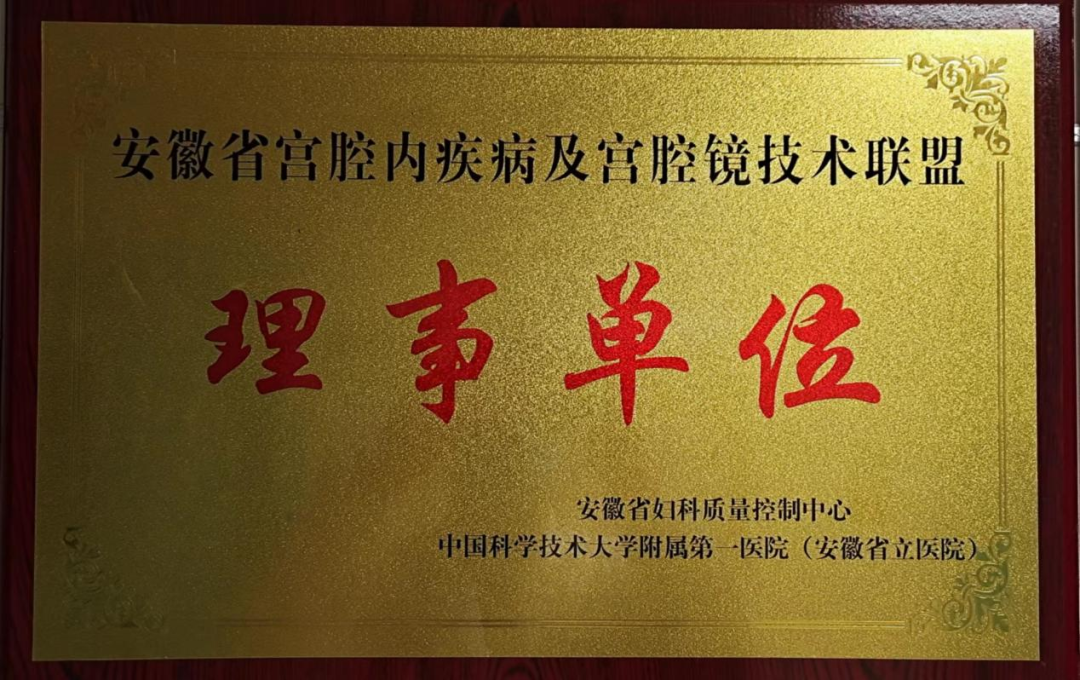 安徽省宫腔内疾病及宫腔镜技术联盟
理事单位
安徽省妇科质量控制中心
中国科学技术大学附属第一医院（安徽省立医院）